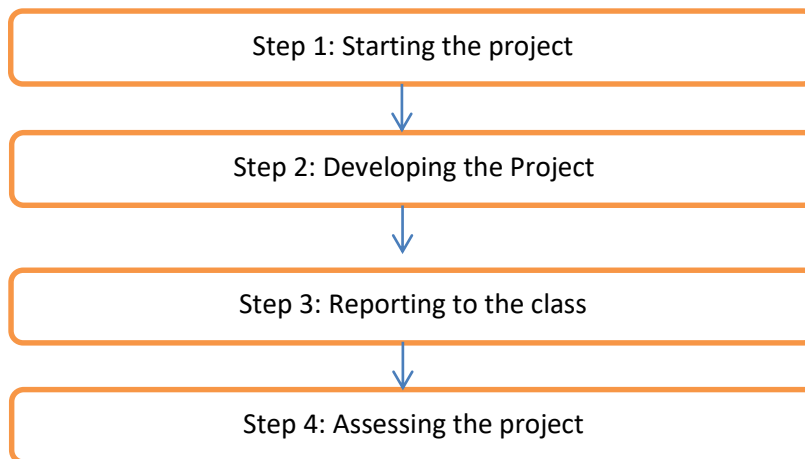 Step 1: Starting the project
Step 2: Developing the Project
Step 3: Reporting to the class
Step 4: Assessing the project